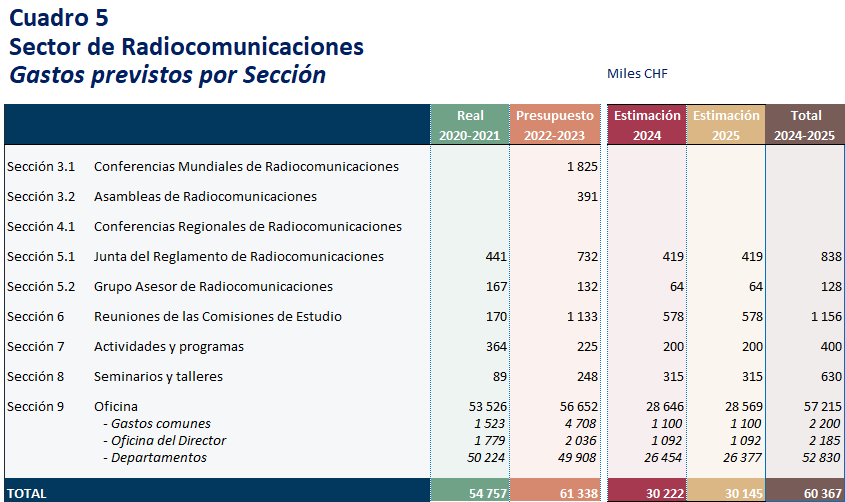 Cuadro 5
Sector de Radiocomunicaciones
Gastos previstos por Sección
Miles CHF
Real Presupuesto Estimación Estimación Total
2020-2021 2022-2023 2024 2025 2024-2025
Sección 3.1 Conferencias Mundiales de Radiocomunicaciones 1 825
Sección 3.2 Asambleas de Radiocomunicaciones 391
Sección 4.1 Conferencias Regionales de Radiocomunicaciones
Sección 5.1 Junta del Reglamento de Radiocomunicaciones 441 732 419 419 838
Sección 5.2 Grupo Asesor de Radiocomunicaciones 167 132 64 64 128
Sección 6 Reuniones de las Comisiones de Estudio 170 1 133 578 578 1 156
Sección 7 Actividades y programas 364 225 200 200 400
Sección 8 Seminarios y talleres 89 248 315 315 630
Sección 9 Oficina 53 526 56 652 28 646 28 569 57 215
- Gastos comunes 1 523 4 708 1 100 1 100 2 200
- Oficina del Director 1 779 2 036 1 092 1 092 2 185
- Departamentos 50 224 49 908 26 454 26 377 52 830
TOTAL 54 757 61 338 30 222 30 145 60 367